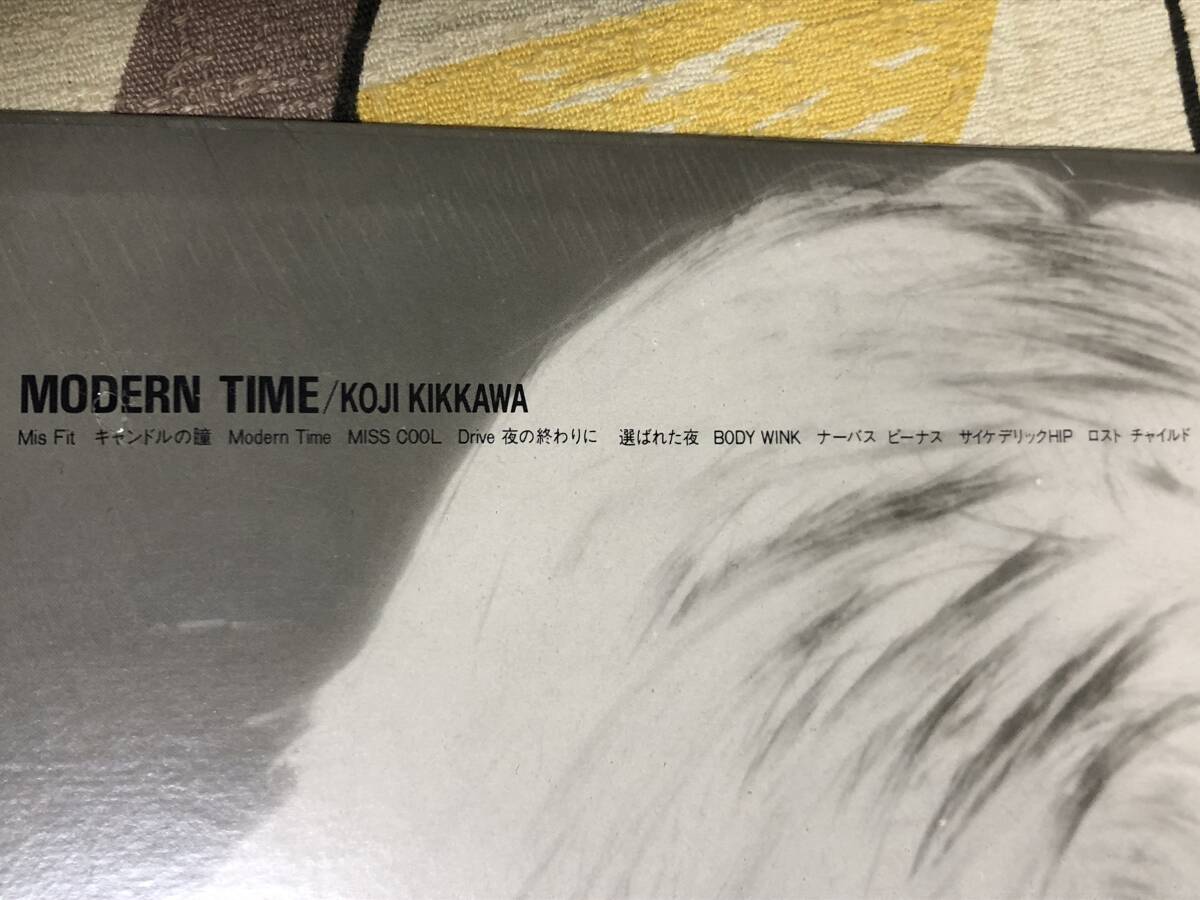 MODERN TIME/KOJI KIKKAWA
Mis Fit キャンドルの瞳 Modern Time MISS COOL Drive 夜の終わりに 選ばれた夜 BODY WINK ナーバス ビーナス サイケデリックHIP ロスト チャイルド